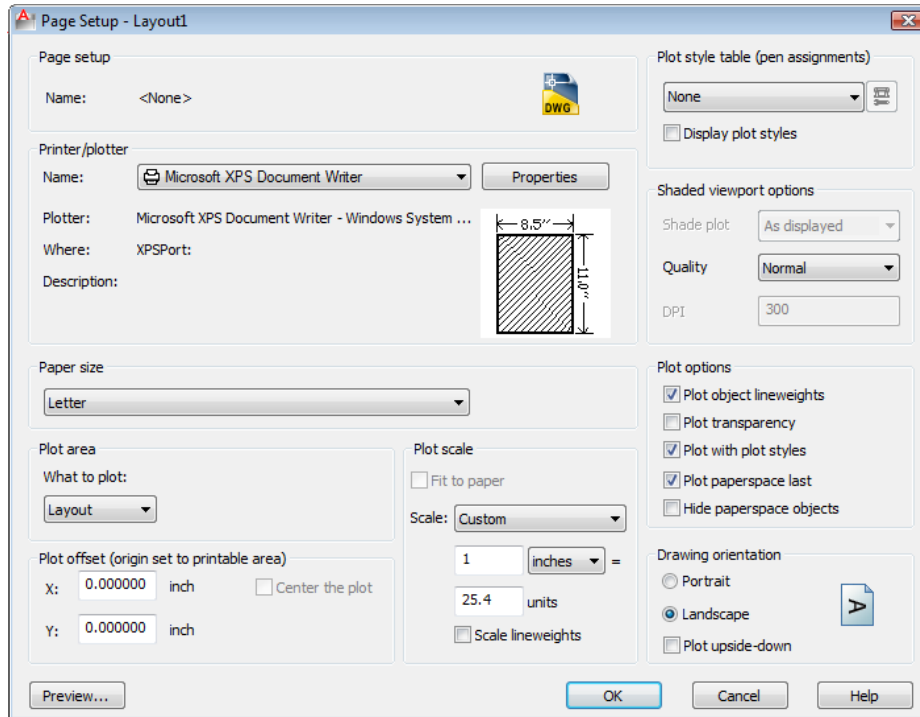 Page Setup - Layout1
Page setup
Name: <None>
DWG
Printer/plotter
Name: Microsoft XPS Document Writer Properties
Plotter: Microsoft XPS Document Writer - Windows System ...
Where: XPSPort:
Description:
8.5″
11.0″
Paper size
Letter
Plot area
What to plot:
Layout
Plot offset (origin set to printable area)
X: 0.000000 inch Center the plot
Y: 0.000000 inch
Plot scale
Fit to paper
Scale: Custom
1 inches =
25.4 units
Scale lineweights
Plot style table (pen assignments)
None
Display plot styles
Shaded viewport options
Shade plot As displayed
Quality Normal
DPI 300
Plot options
Plot object lineweights
Plot transparency
Plot with plot styles
Plot paperspace last
Hide paperspace objects
Drawing orientation
Portrait
Landscape
Plot upside-down
A
Preview... OK Cancel Help